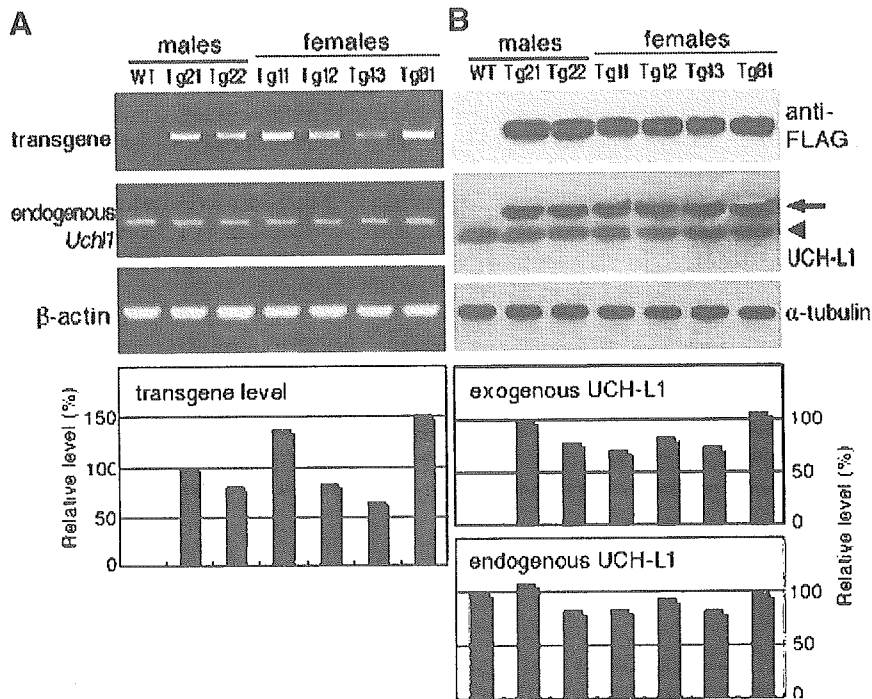 A
males females
WT Tg21 Tg22 Tg11 Tg12 Tg43 Tg81
transgene
endogenous
Uchl1
β-actin
transgene level
Relative level (%)
150
100
50
0
B
males females
WT Tg21 Tg22 Tg11 Tg12 Tg43 Tg81
anti-
FLAG
UCH-L1
α-tubulin
exogenous UCH-L1
100
50
0
endogenous UCH-L1
100
50
0
Relative level (%)